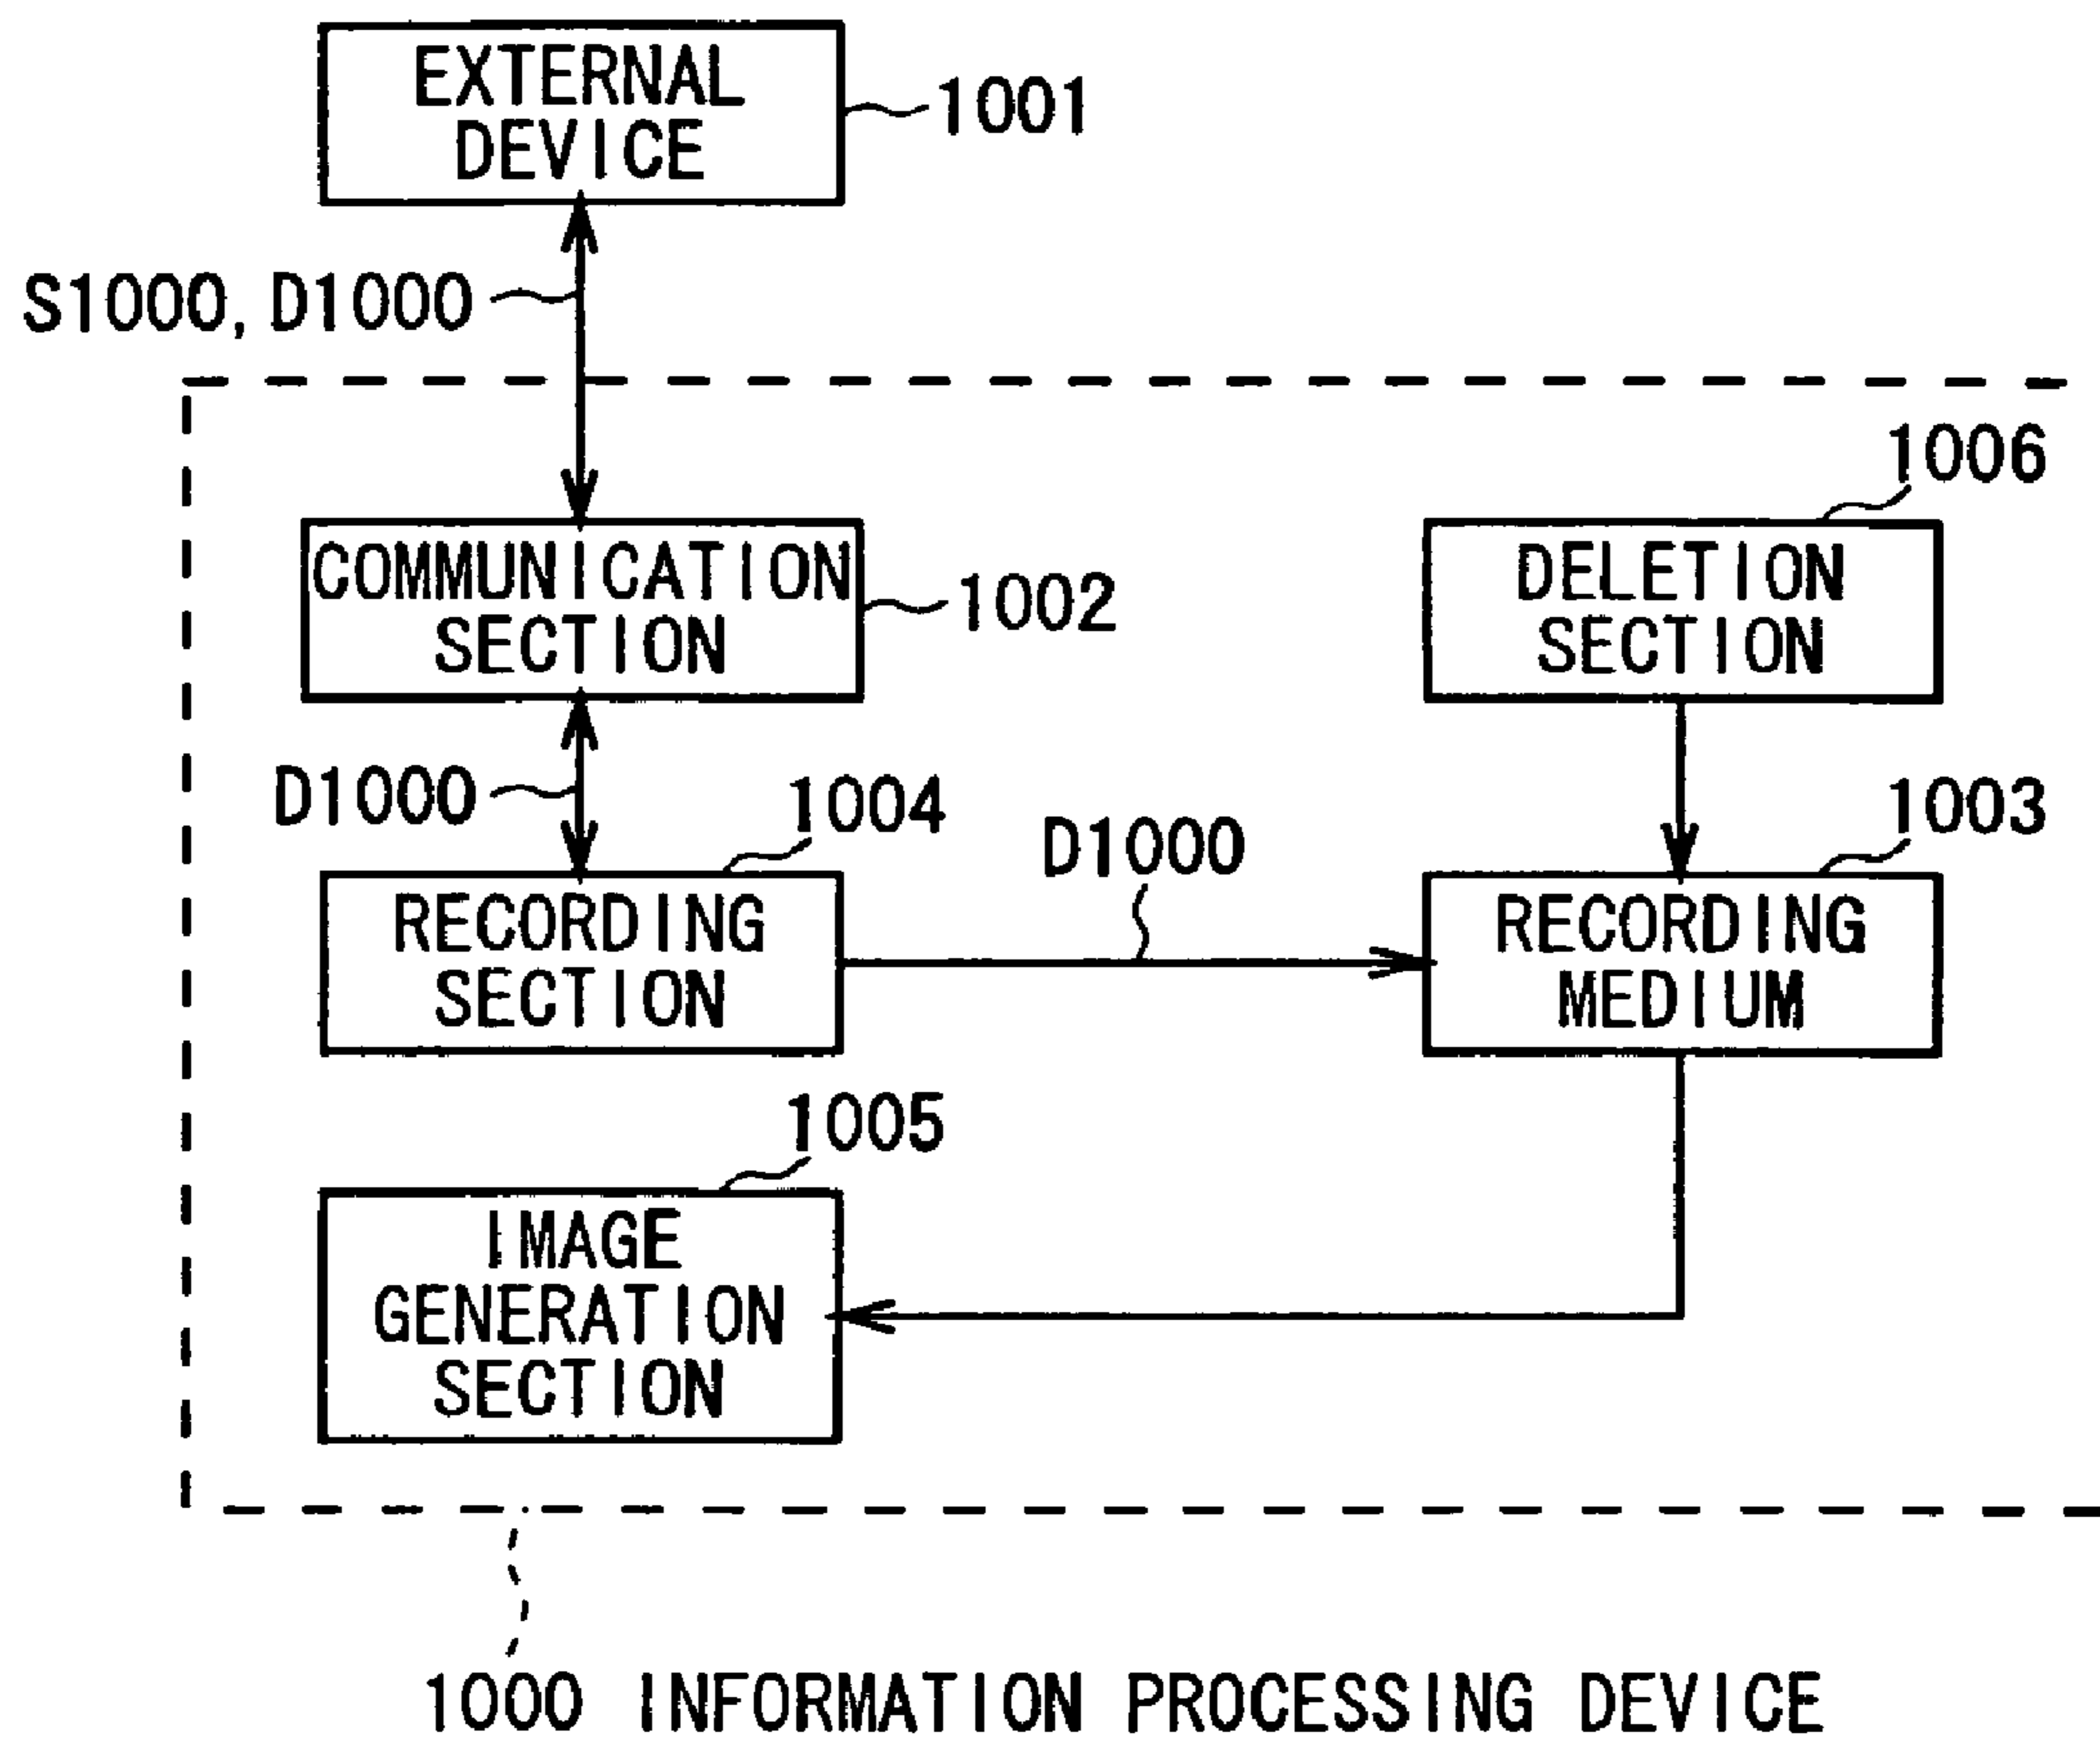 EXTERNAL
DEVICE
1001
S1000, D1000
1006
COMMUNICATION
SECTION
1002
DELETION
SECTION
D1000
1004
D1000
1003
RECORDING
SECTION
RECORDING
MEDIUM
1005
IMAGE
GENERATION
SECTION
1000 INFORMATION PROCESSING DEVICE